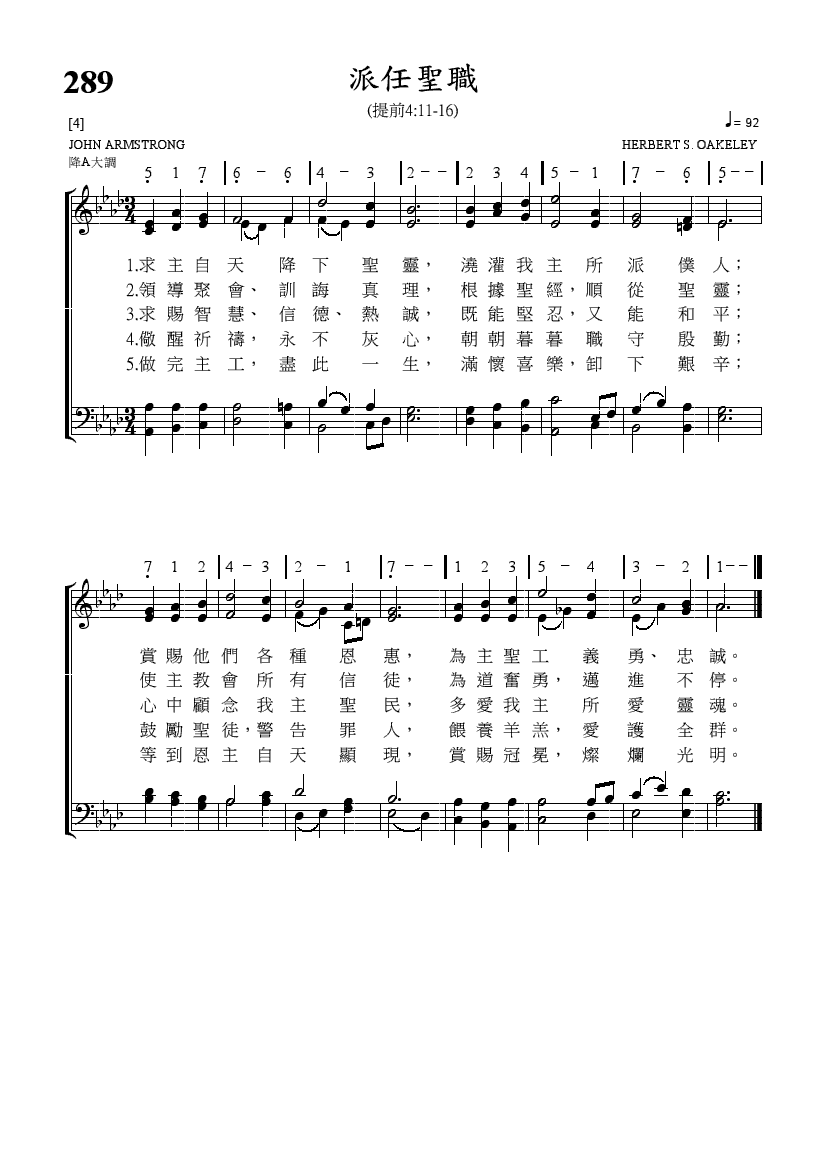 289
派任聖職
(提前4:11-16)
[4]
♩= 92
JOHN ARMSTRONG
HERBERT S. OAKELEY
降A大調
5̣ 1 7̣ | 6̣ – 6̣ | 4 – 3 | 2 – – | 2 3 4 | 5 – 1 | 7̣ – 6̣ | 5̣ – – |
3 4
1.求主自天降下聖靈，澆灌我主所派僕人；
2.領導聚會、訓誨真理，根據聖經，順從聖靈；
3.求賜智慧、信德、熱誠，既能堅忍，又能和平；
4.儆醒祈禱，永不灰心，朝朝暮暮職守殷勤；
5.做完主工，盡此一生，滿懷喜樂，卸下艱辛；
3 4
7̣ 1 2 | 4 – 3 | 2 – 1 | 7̣ – – | 1 2 3 | 5 – 4 | 3 – 2 | 1 – – |
賞賜他們各種恩惠，為主聖工義勇、忠誠。
使主教會所有信徒，為道奮勇，邁進不停。
心中顧念我主聖民，多愛我主所愛靈魂。
鼓勵聖徒，警告罪人，餵養羊羔，愛護全群。
等到恩主自天顯現，賞賜冠冕，燦爛光明。